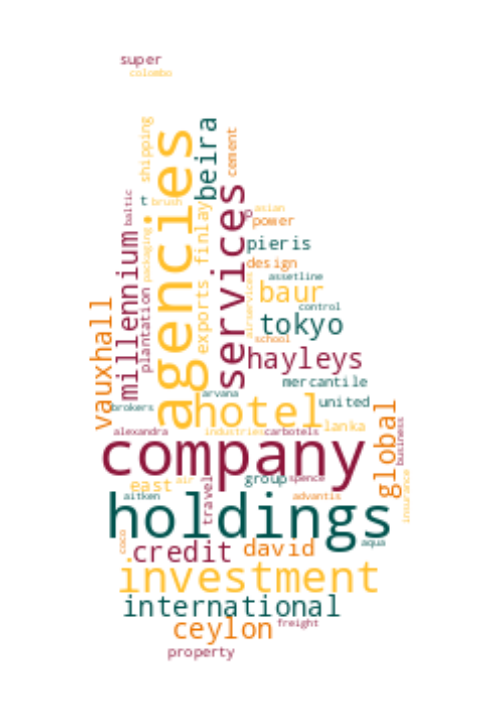 super
colombo
shipping
agencies
beira
cement
baltic
t
brush
asian
p
power
services
finlay
millennium
pieris
packaging
design
assetline
airservices
baur
exports
plantation
vauxhall
control
tokyo
school
hayleys
mercantile
arvana
hotel
united
brokers
global
lanka
business
alexandra
industries
carbotels
company
insurance
group
spence
east
air
travel
aitken
advantis
holdings
coco
credit
david
aqua
investment
international
ceylon
freight
property